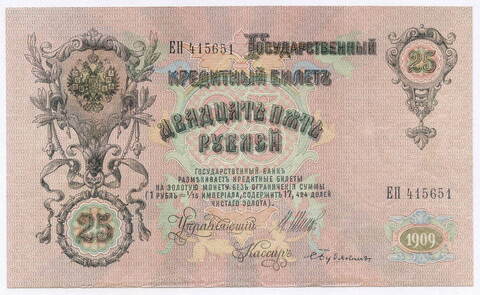 ЕП 415651 Государственный 25
Кредитный Билетъ
Двадцать пять
Рублей
Государственный банкъ
размѣниваетъ кредитные билеты
на золотую монету безъ ограниченія суммы
(1 рубль = 1/15 имперіала, содержитъ 17,424 долей
чистаго золота).
ЕП 415651
25 Управляющій
1909
Кассиръ